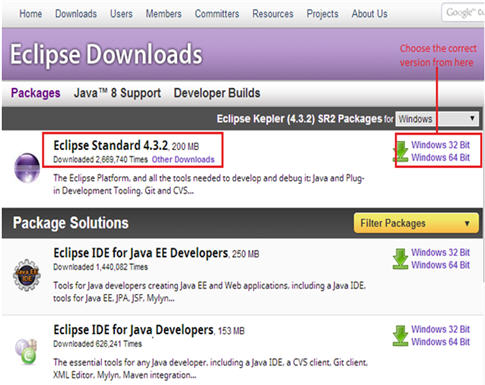 Home Downloads Users Members Committers Resources Projects About Us Google™
Eclipse Downloads
Choose the correct
version from here
Packages Java™ 8 Support Developer Builds
Eclipse Kepler (4.3.2) SR2 Packages for Windows
Eclipse Standard 4.3.2, 200 MB
Downloaded 2,669,740 Times Other Downloads
The Eclipse Platform, and all the tools needed to develop and debug it: Java and Plug-
in Development Tooling, Git and CVS...
Windows 32 Bit
Windows 64 Bit
Package Solutions Filter Packages
Java EE
IDE
Eclipse IDE for Java EE Developers, 250 MB
Downloaded 1,440,082 Times
Tools for Java developers creating Java EE and Web applications, including a Java IDE,
tools for Java EE, JPA, JSF, Mylyn...
Windows 32 Bit
Windows 64 Bit
Eclipse IDE for Java Developers, 153 MB
Downloaded 626,241 Times
The essential tools for any Java developer, including a Java IDE, a CVS client, Git client,
XML Editor, Mylyn, Maven integration...
Windows 32 Bit
Windows 64 Bit